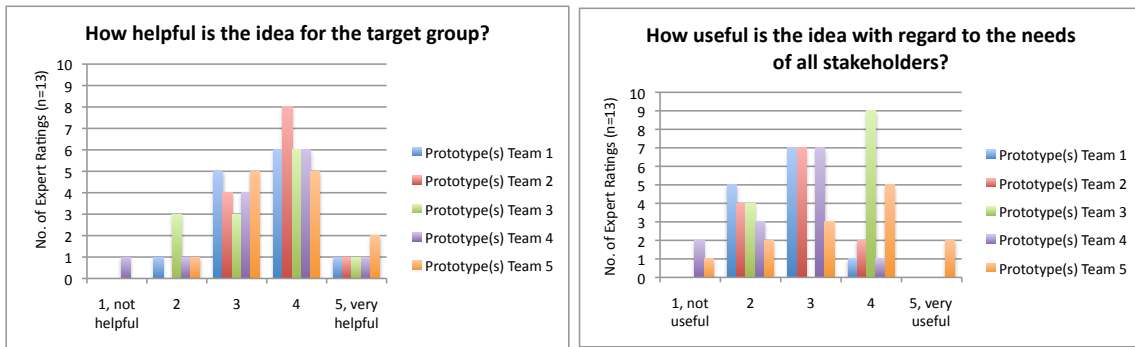 How helpful is the idea for the target group?
No. of Expert Ratings (n=13)
10
9
8
7
6
5
4
3
2
1
0
1, not
helpful
2
3
4
5, very
helpful
Prototype(s) Team 1
Prototype(s) Team 2
Prototype(s) Team 3
Prototype(s) Team 4
Prototype(s) Team 5
How useful is the idea with regard to the needs
of all stakeholders?
No. of Expert Ratings (n=13)
10
9
8
7
6
5
4
3
2
1
0
1, not
useful
2
3
4
5, very
useful
Prototype(s) Team 1
Prototype(s) Team 2
Prototype(s) Team 3
Prototype(s) Team 4
Prototype(s) Team 5